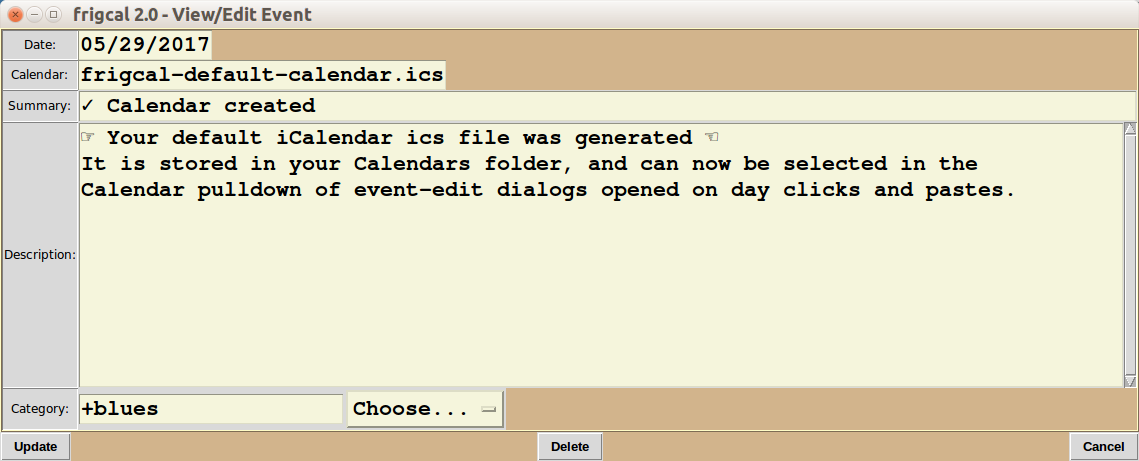 frigcal 2.0 - View/Edit Event
Date: 05/29/2017
Calendar: frigcal-default-calendar.ics
Summary: ✓ Calendar created
Description: ☞ Your default iCalendar ics file was generated ☜
It is stored in your Calendars folder, and can now be selected in the
Calendar pulldown of event-edit dialogs opened on day clicks and pastes.
Category: +blues Choose...
Update Delete Cancel